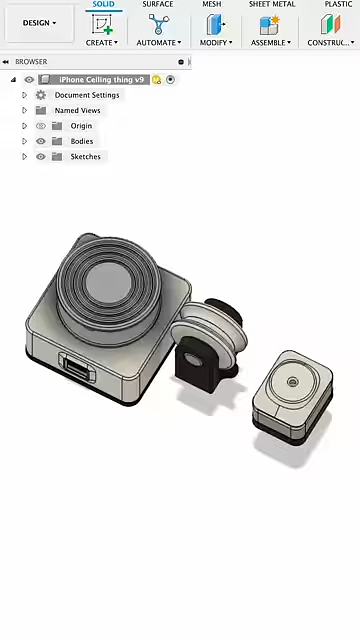 SOLID
SURFACE
MESH
SHEET METAL
PLASTIC
DESIGN
CREATE
AUTOMATE
MODIFY
ASSEMBLE
CONSTRUC...
BROWSER
iPhone Ceiling thing v9
Document Settings
Named Views
Origin
Bodies
Sketches